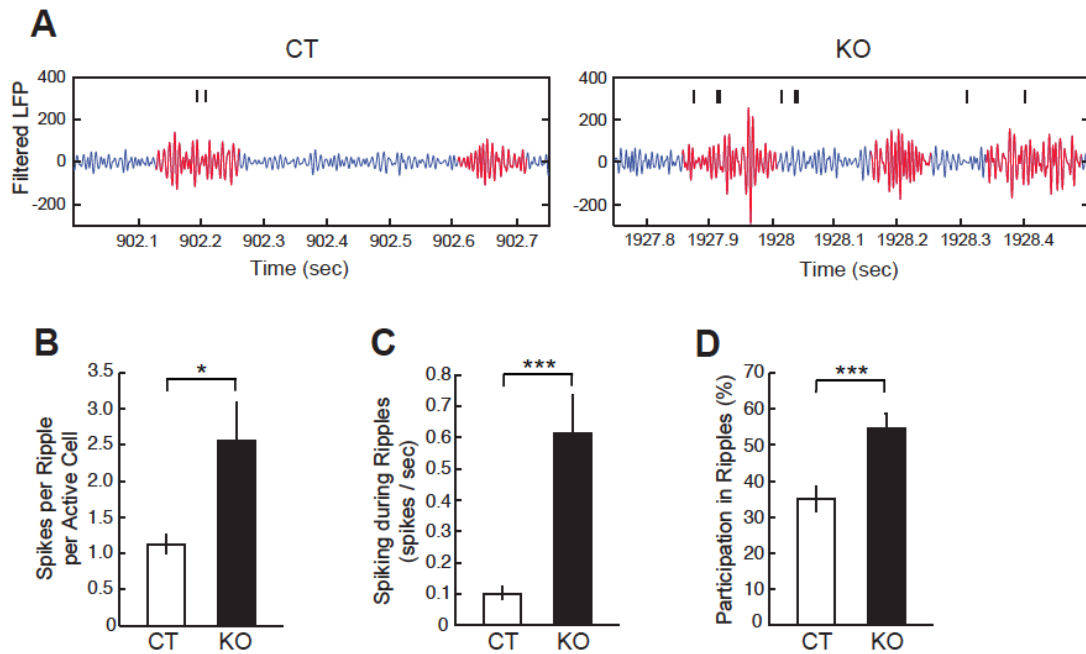 A
CT
KO
Filtered LFP
400
200
0
-200
902.1 902.2 902.3 902.4 902.5 902.6 902.7
Time (sec)
400
200
0
-200
1927.8 1927.9 1928 1928.1 1928.2 1928.3 1928.4
Time (sec)
B
Spikes per Ripple
per Active Cell
3.5
3.0
2.5
2.0
1.5
1.0
0.5
0
*
CT KO
C
Spiking during Ripples
(spikes / sec)
0.8
0.7
0.6
0.5
0.4
0.3
0.2
0.1
0
***
CT KO
D
Participation in Ripples (%)
70
60
50
40
30
20
10
0
***
CT KO